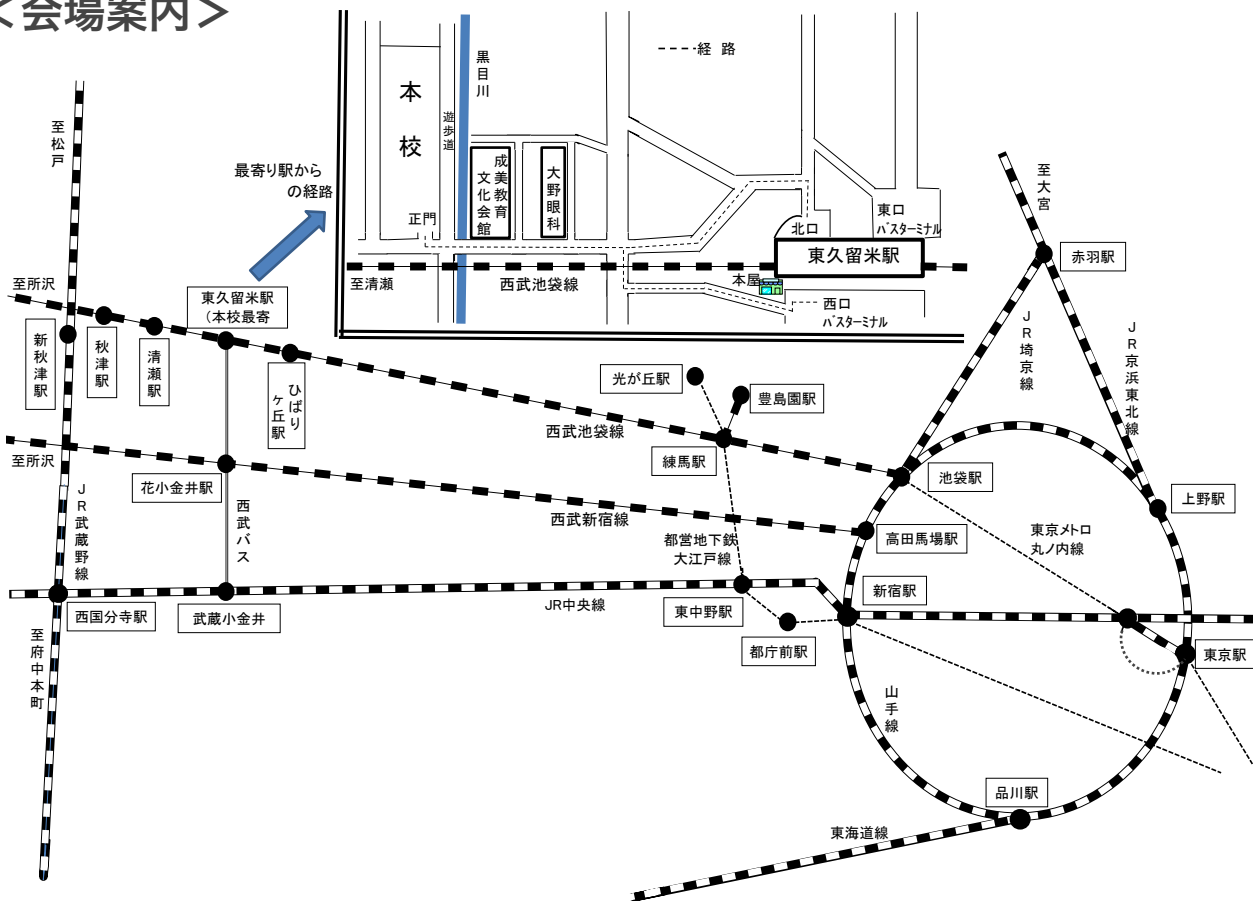 ＜会場案内＞
経 路
黒目川
本校
遊歩道
成美教育
文化会館
大野眼科
正門
北口
東口
バスターミナル
東久留米駅
至清瀬
西武池袋線
本屋
西口
バスターミナル
最寄り駅から
の経路
至松戸
至大宮
赤羽駅
至所沢
東久留米駅
（本校最寄
新秋津駅
秋津駅
清瀬駅
ひばり
ヶ丘駅
光が丘駅
豊島園駅
JR埼京線
JR京浜東北線
西武池袋線
練馬駅
池袋駅
上野駅
至所沢
花小金井駅
西武新宿線
高田馬場駅
東京メトロ
丸ノ内線
JR武蔵野線
西武バス
都営地下鉄
大江戸線
新宿駅
西国分寺駅
武蔵小金井
JR中央線
東中野駅
都庁前駅
東京駅
至府中本町
山手線
品川駅
東海道線